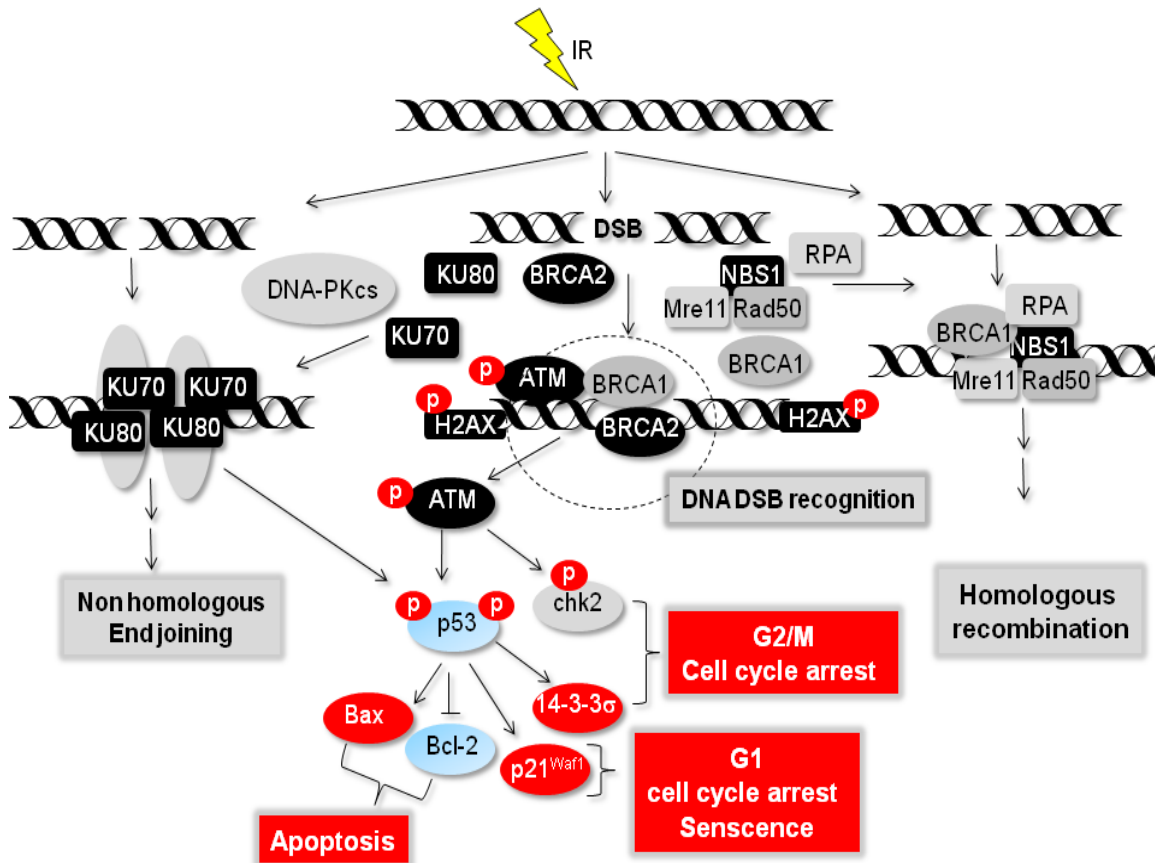 IR
DSB
KU80
BRCA2
NBS1
RPA
DNA-PKcs
Mre11
Rad50
KU70
BRCA1
RPA
BRCA1
NBS1
Mre11
Rad50
KU70
KU70
KU80
KU80
p
ATM
BRCA1
p
H2AX
BRCA2
H2AX
p
p
ATM
DNA DSB recognition
Non homologous
End joining
p
p
p53
p
chk2
G2/M
Cell cycle arrest
Homologous
recombination
Bax
Bcl-2
14-3-3σ
p21Waf1
G1
cell cycle arrest
Senscence
Apoptosis